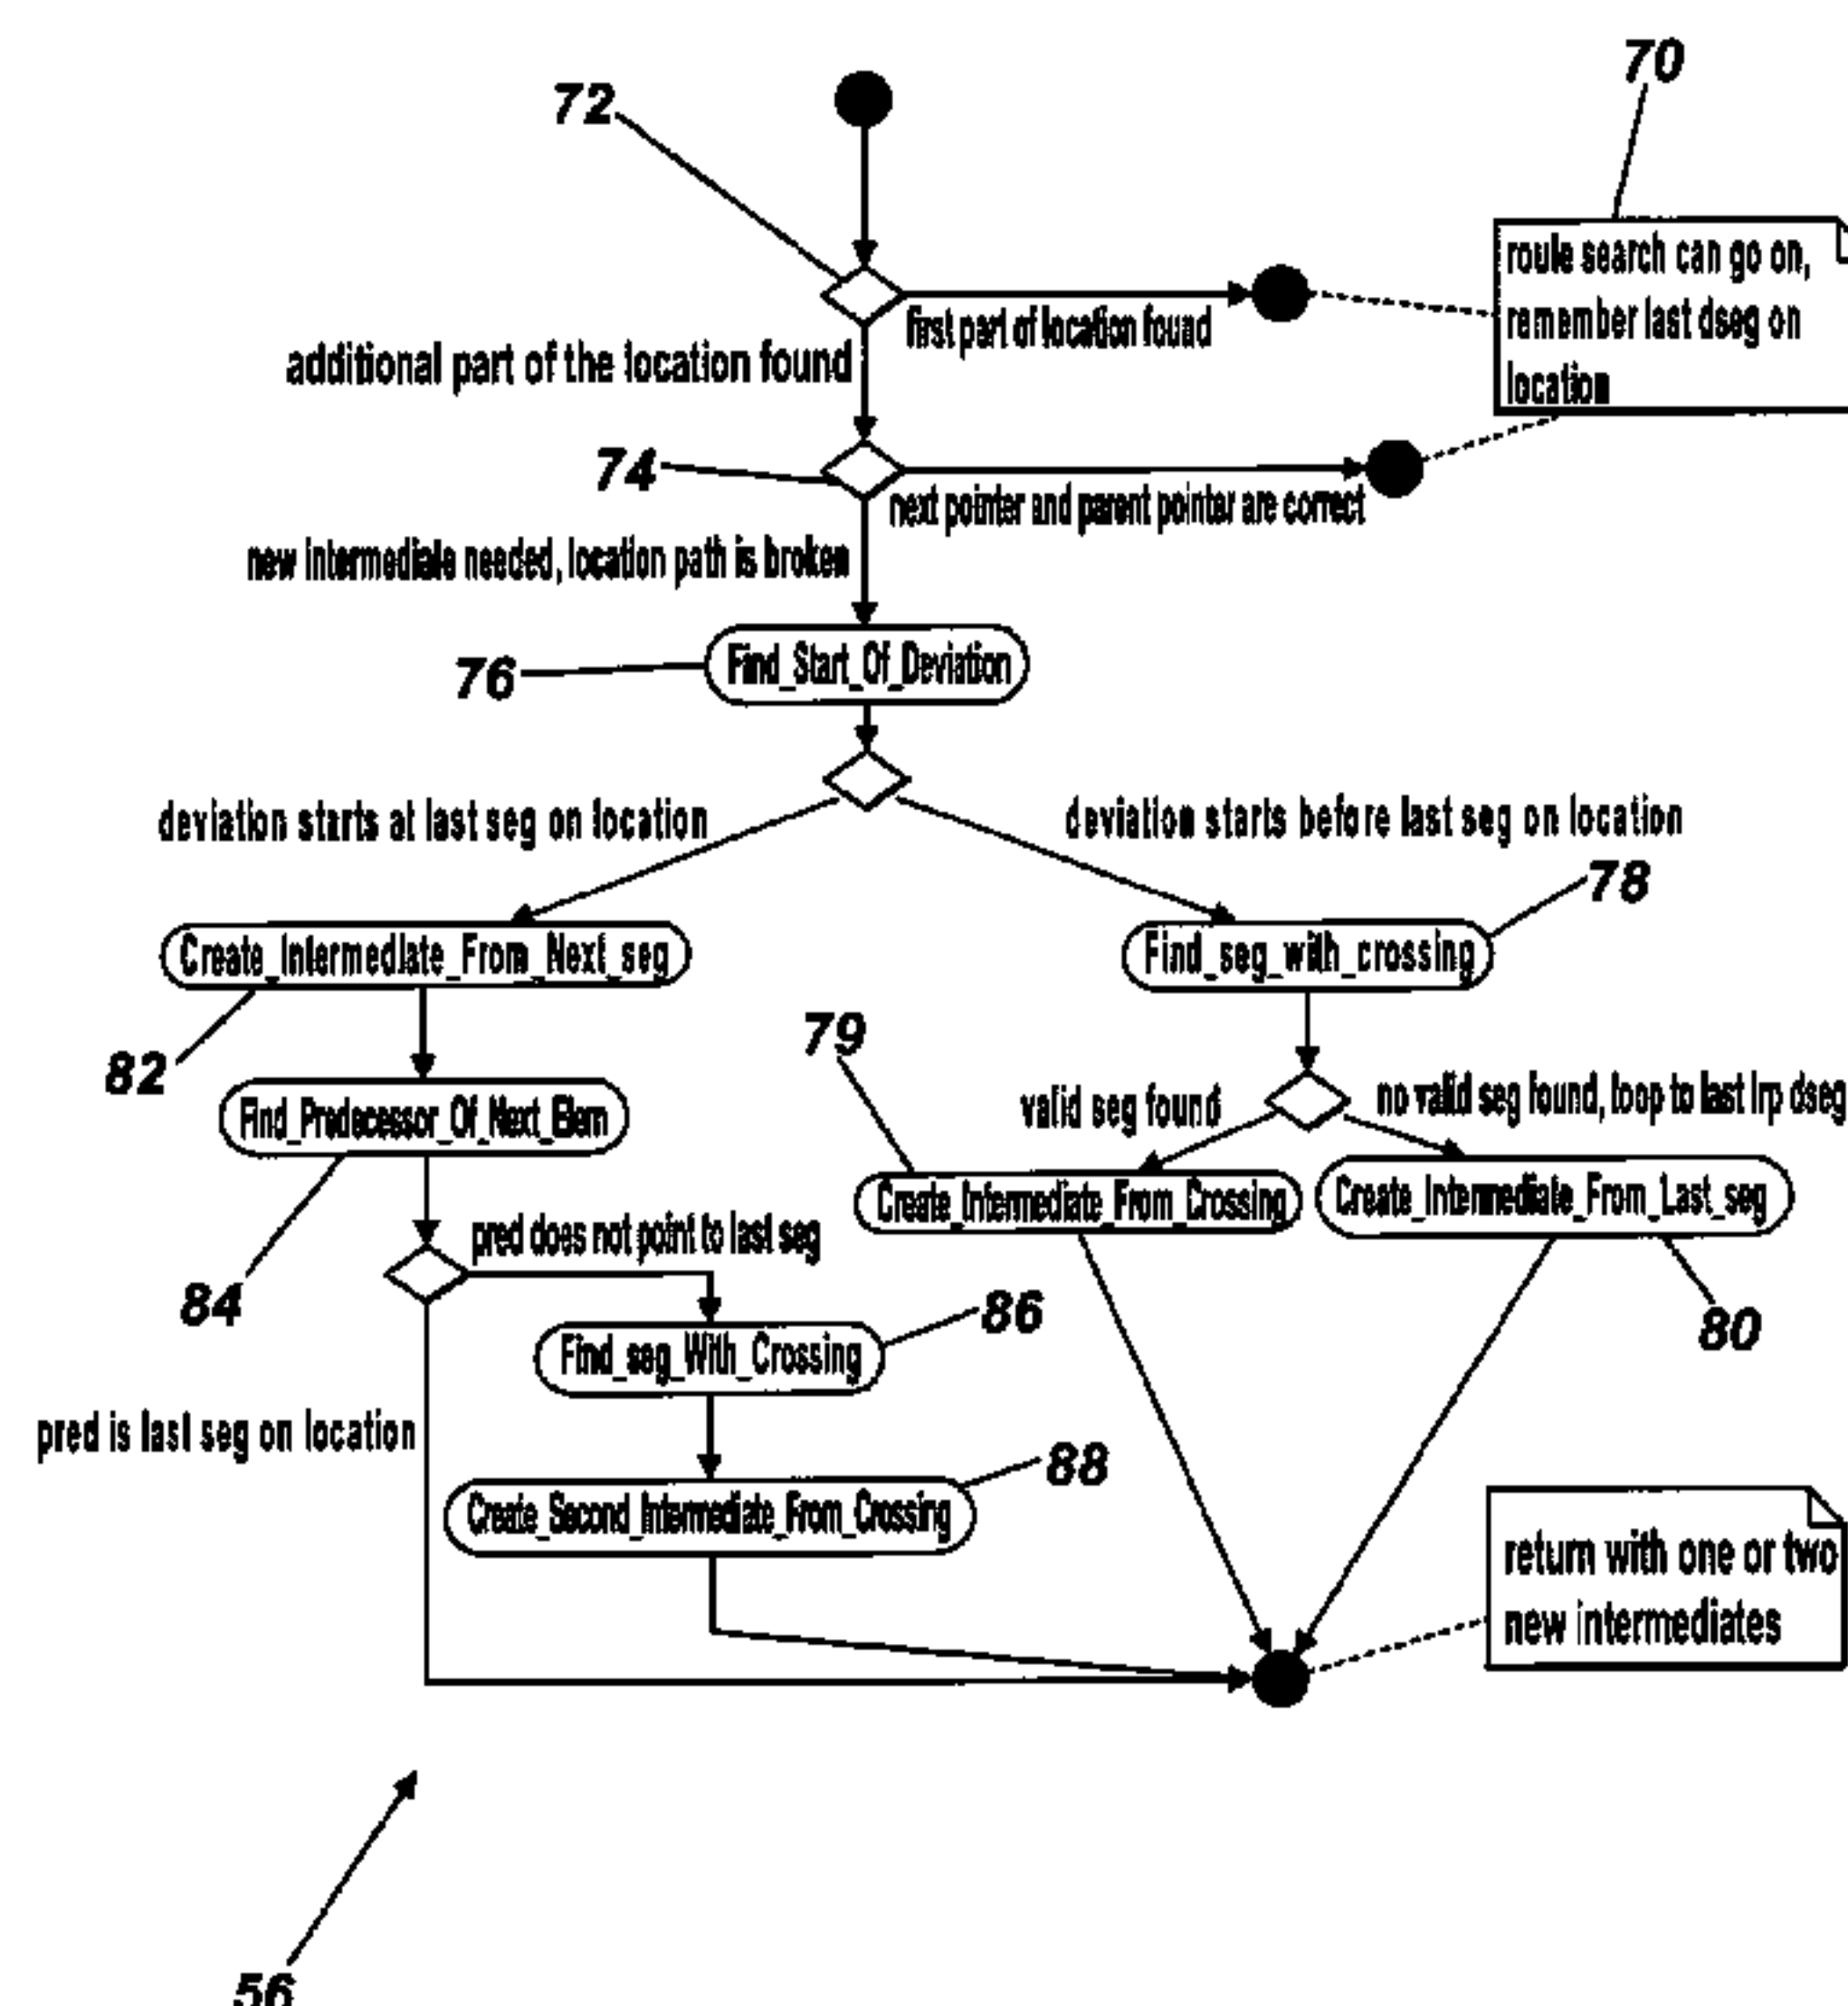 70
72
roule search can go on,
remember last dseg on
location
first part of location found
additional part of the location found
74
next pointer and parent pointer are correct
new intermediate needed, location path is broken
Find_Start_Of_Deviation
76
deviation starts at last seg on location
deviation starts before last seg on location
78
Create_Intermediate_From_Next_seg
Find_seg_with_crossing
79
82
valid seg found
no valid seg found, loop to last lrp dseg
Find_Predecessor_Of_Next_Elem
Create_Intermediate_From_Crossing
Create_Intermediate_From_Last_seg
pred does not point to last seg
84
86
80
Find_seg_With_Crossing
pred is last seg on location
88
Create_Second_Intermediate_From_Crossing
return with one or two
new intermediates
56